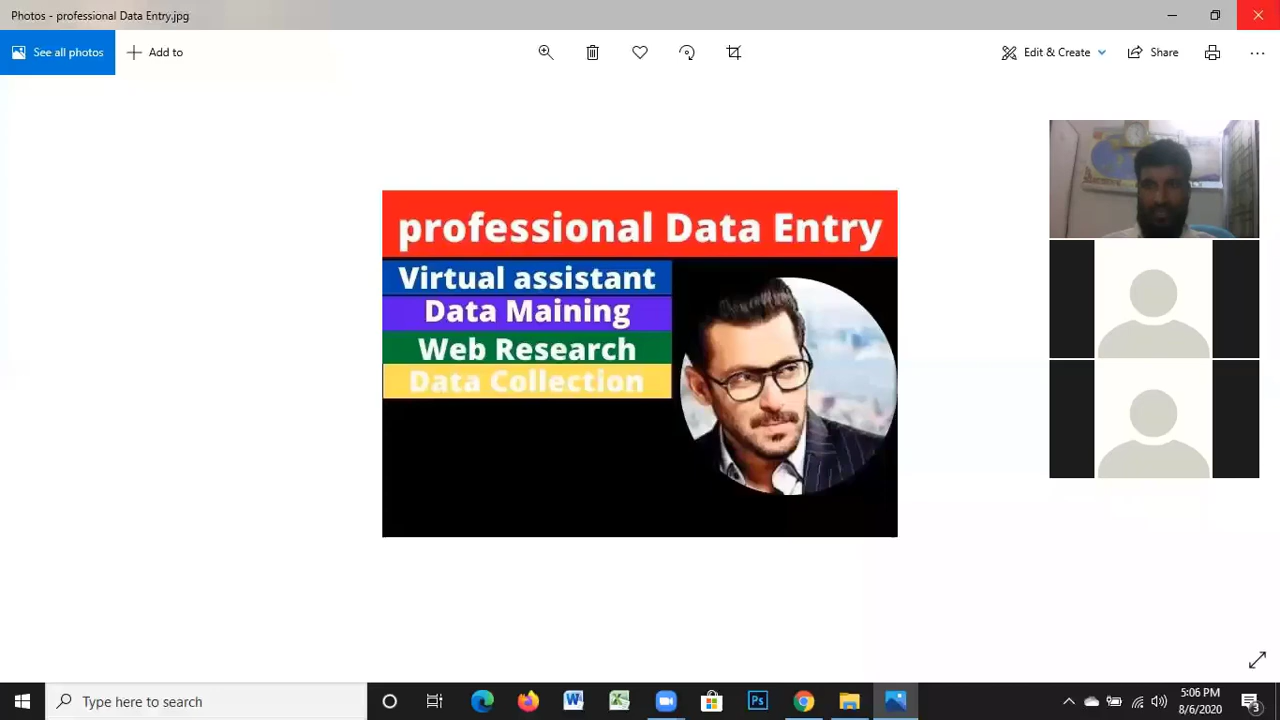 Photos - professional Data Entry.jpg
See all photos
Add to
Edit & Create
Share
professional Data Entry
Virtual assistant
Data Maining
Web Research
Data Collection
Type here to search
5:06 PM
8/6/2020
3